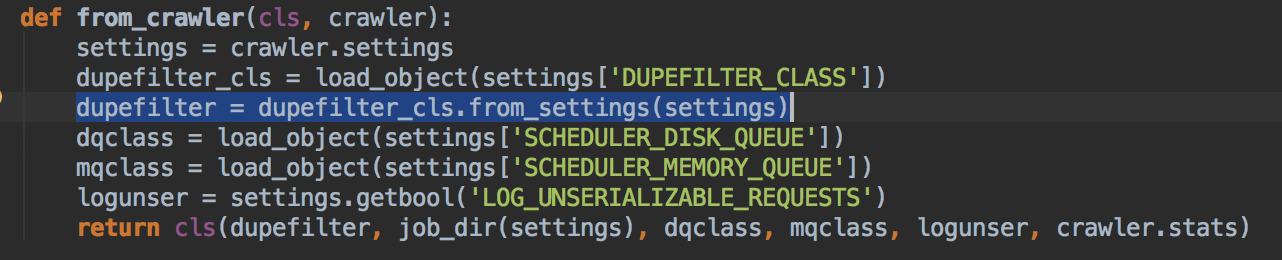 def from_crawler(cls, crawler):
    settings = crawler.settings
    dupefilter_cls = load_object(settings['DUPEFILTER_CLASS'])
    dupefilter = dupefilter_cls.from_settings(settings)
    dqclass = load_object(settings['SCHEDULER_DISK_QUEUE'])
    mqclass = load_object(settings['SCHEDULER_MEMORY_QUEUE'])
    logunser = settings.getbool('LOG_UNSERIALIZABLE_REQUESTS')
    return cls(dupefilter, job_dir(settings), dqclass, mqclass, logunser, crawler.stats)